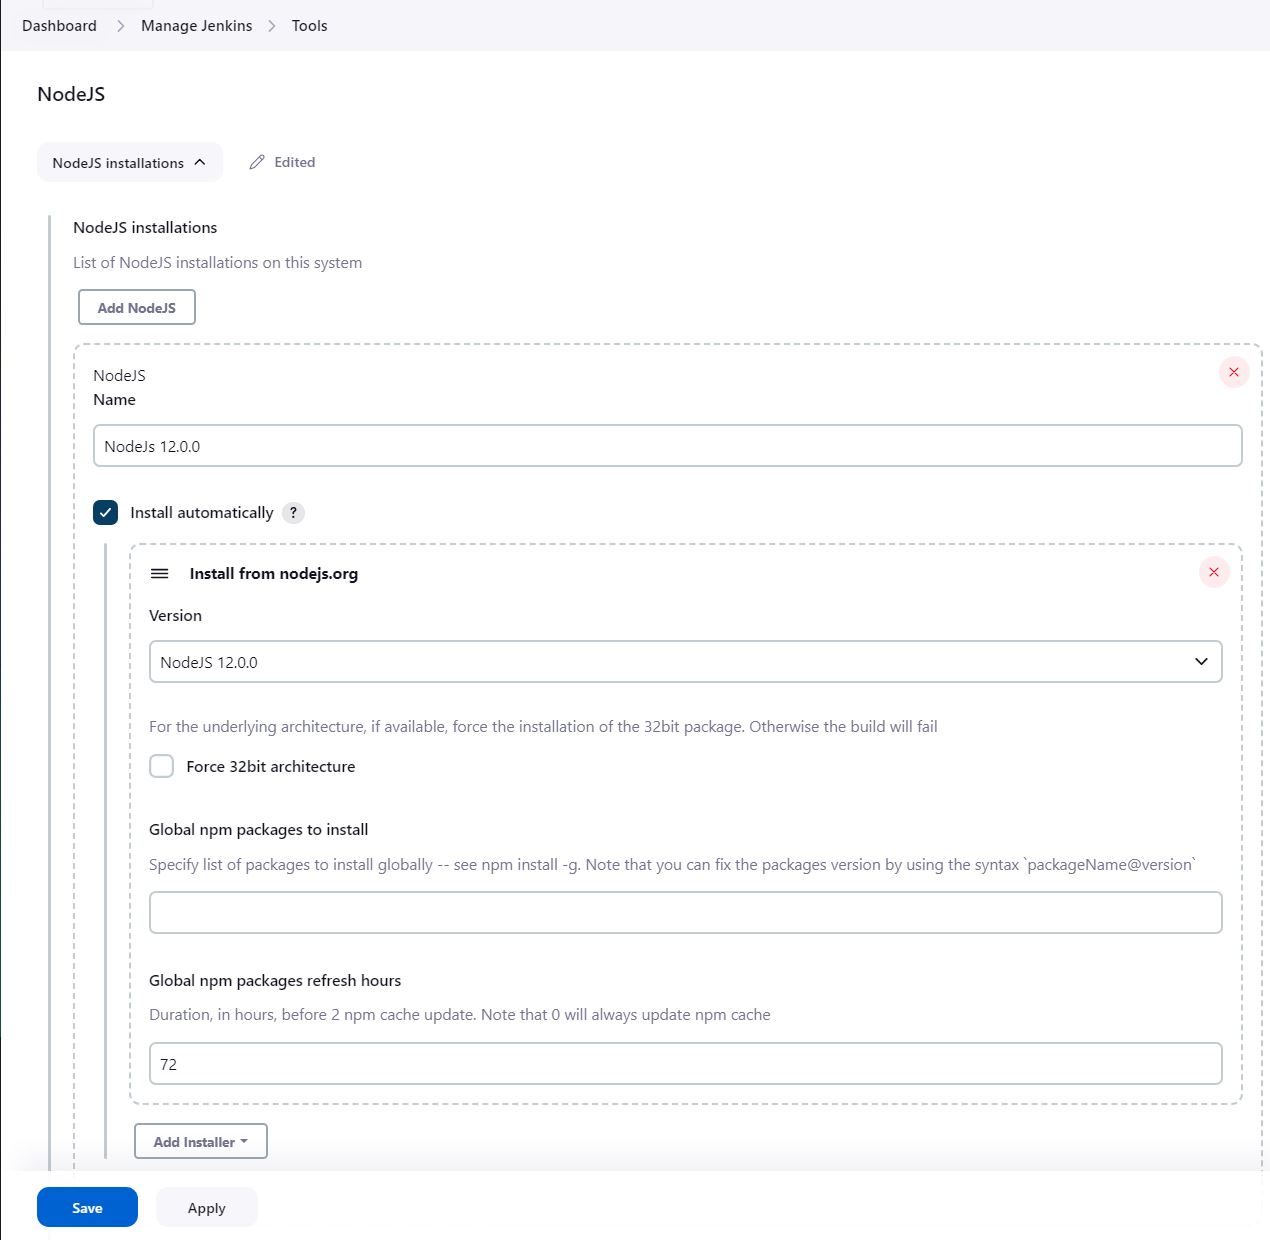 Dashboard > Manage Jenkins > Tools
NodeJS
NodeJS installations Edited
NodeJS installations
List of NodeJS installations on this system
Add NodeJS
NodeJS
Name
NodeJs 12.0.0
Install automatically ?
Install from nodejs.org
Version
NodeJS 12.0.0
For the underlying architecture, if available, force the installation of the 32bit package. Otherwise the build will fail
Force 32bit architecture
Global npm packages to install
Specify list of packages to install globally -- see npm install -g. Note that you can fix the packages version by using the syntax `packageName@version`
Global npm packages refresh hours
Duration, in hours, before 2 npm cache update. Note that 0 will always update npm cache
72
Add Installer
Save Apply